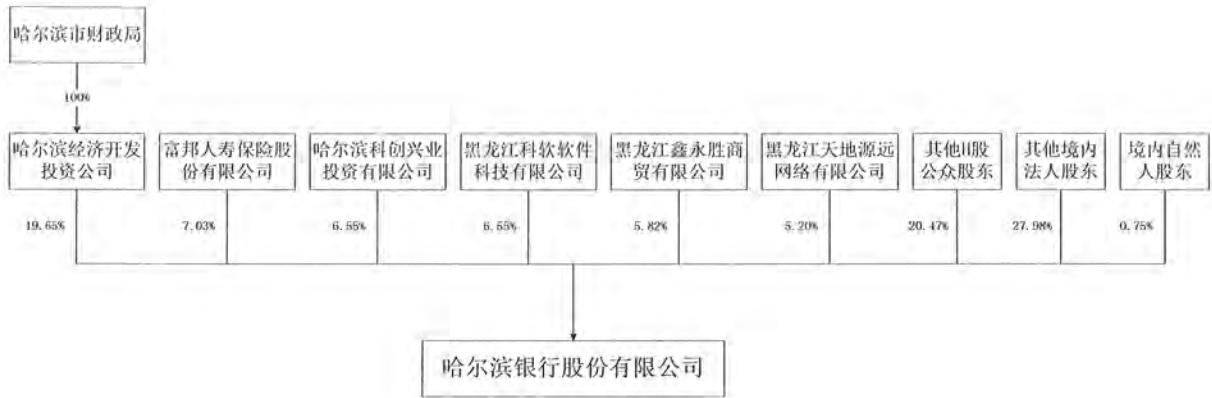 哈尔滨市财政局
100%
哈尔滨经济开发
投资公司
富邦人寿保险股
份有限公司
哈尔滨科创兴业
投资有限公司
黑龙江科软软件
科技有限公司
黑龙江鑫永胜商
贸有限公司
黑龙江天地源远
网络有限公司
其他H股
公众股东
其他境内
法人股东
境内自然
人股东
19.65%
7.03%
6.55%
6.55%
5.82%
5.20%
20.47%
27.98%
0.75%
哈尔滨银行股份有限公司